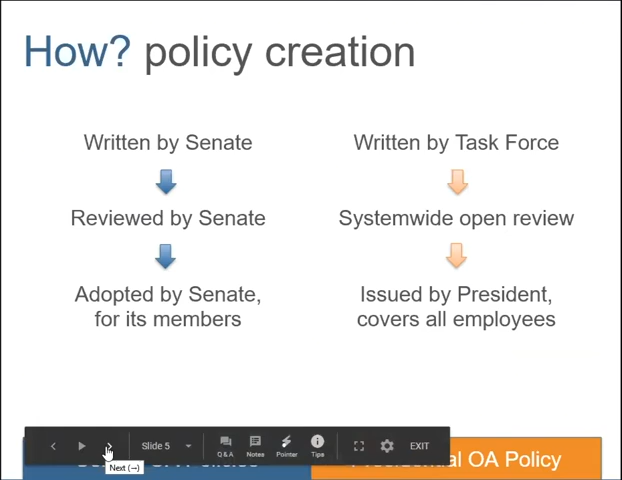 How? policy creation
Written by Senate
Reviewed by Senate
Adopted by Senate,
for its members
Written by Task Force
Systemwide open review
Issued by President,
covers all employees
Slide 5
Q & A
Notes
Pointer
Tips
EXIT
Next (→)
OA Policy